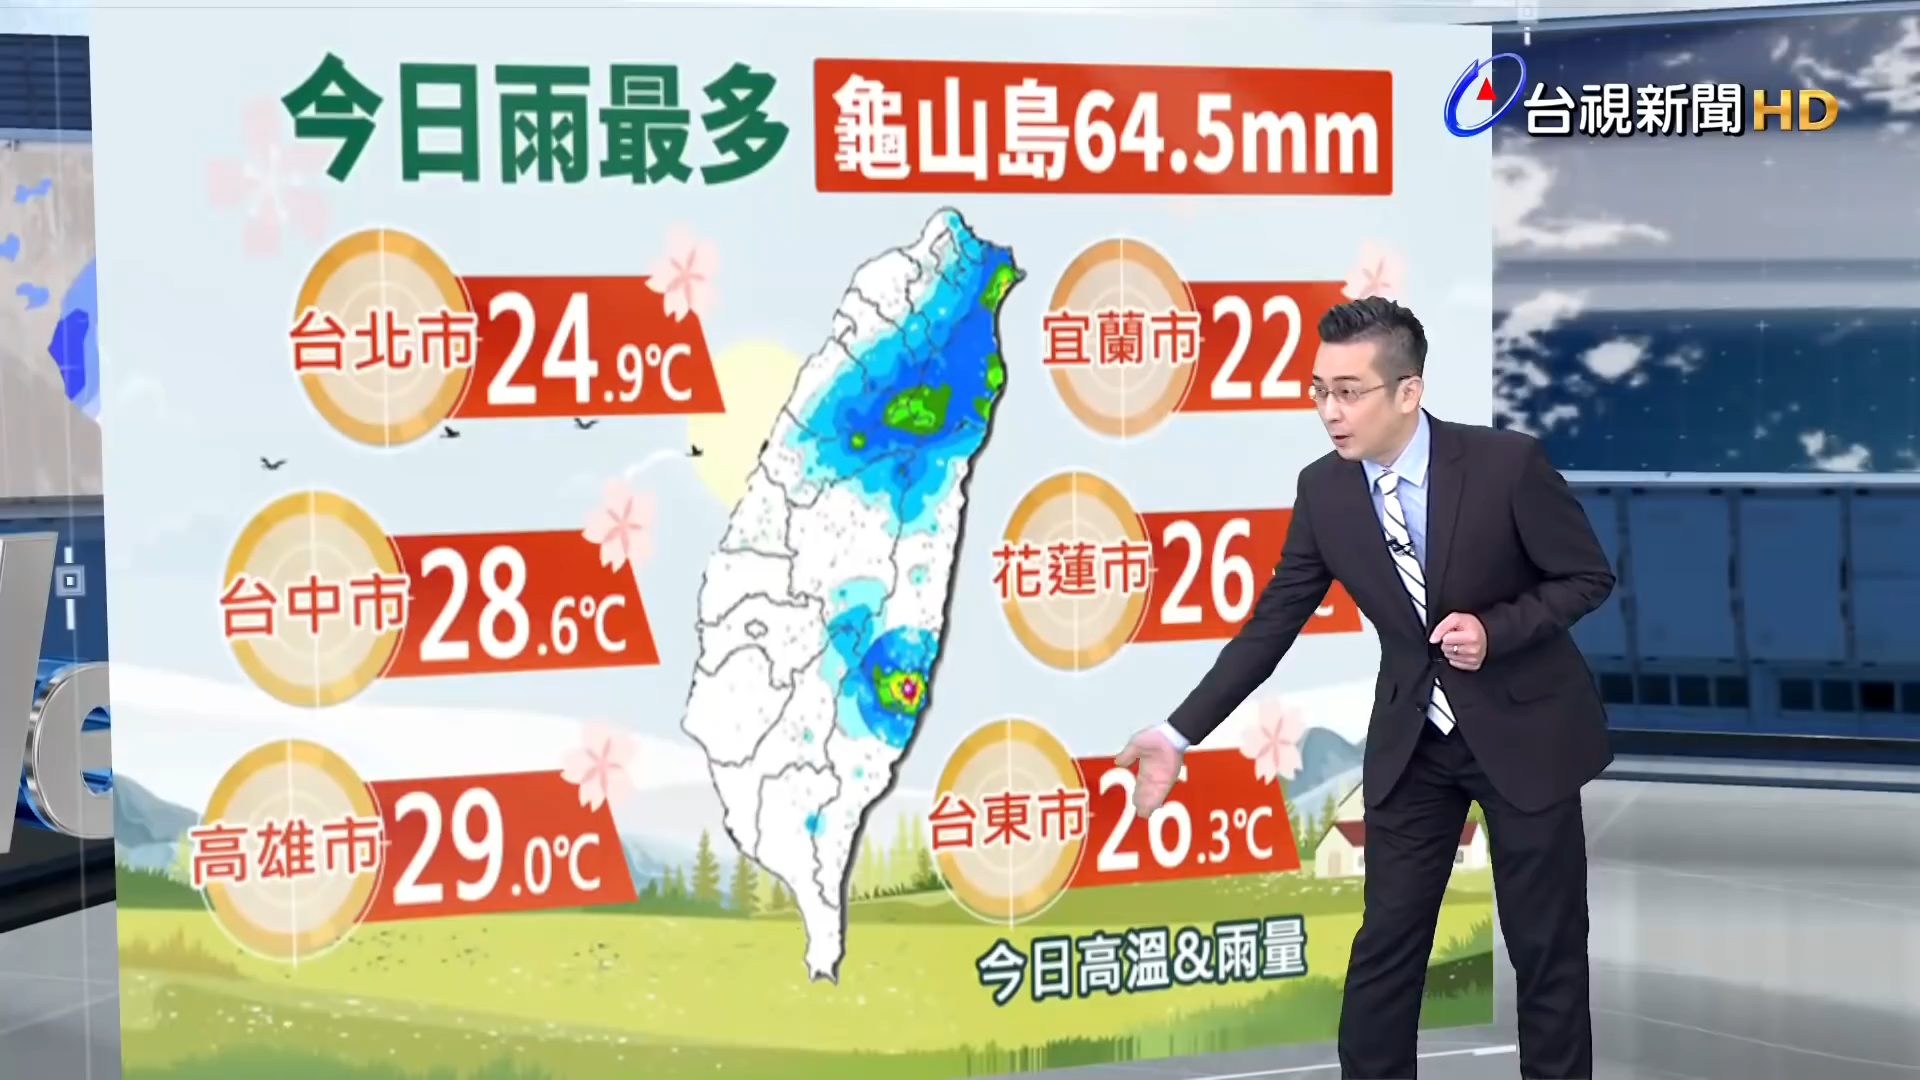 今日雨最多 龜山島64.5mm
台視新聞HD
台北市 24.9℃
宜蘭市 22
台中市 28.6℃
花蓮市 26
高雄市 29.0℃
台東市 26.3℃
今日高溫&雨量